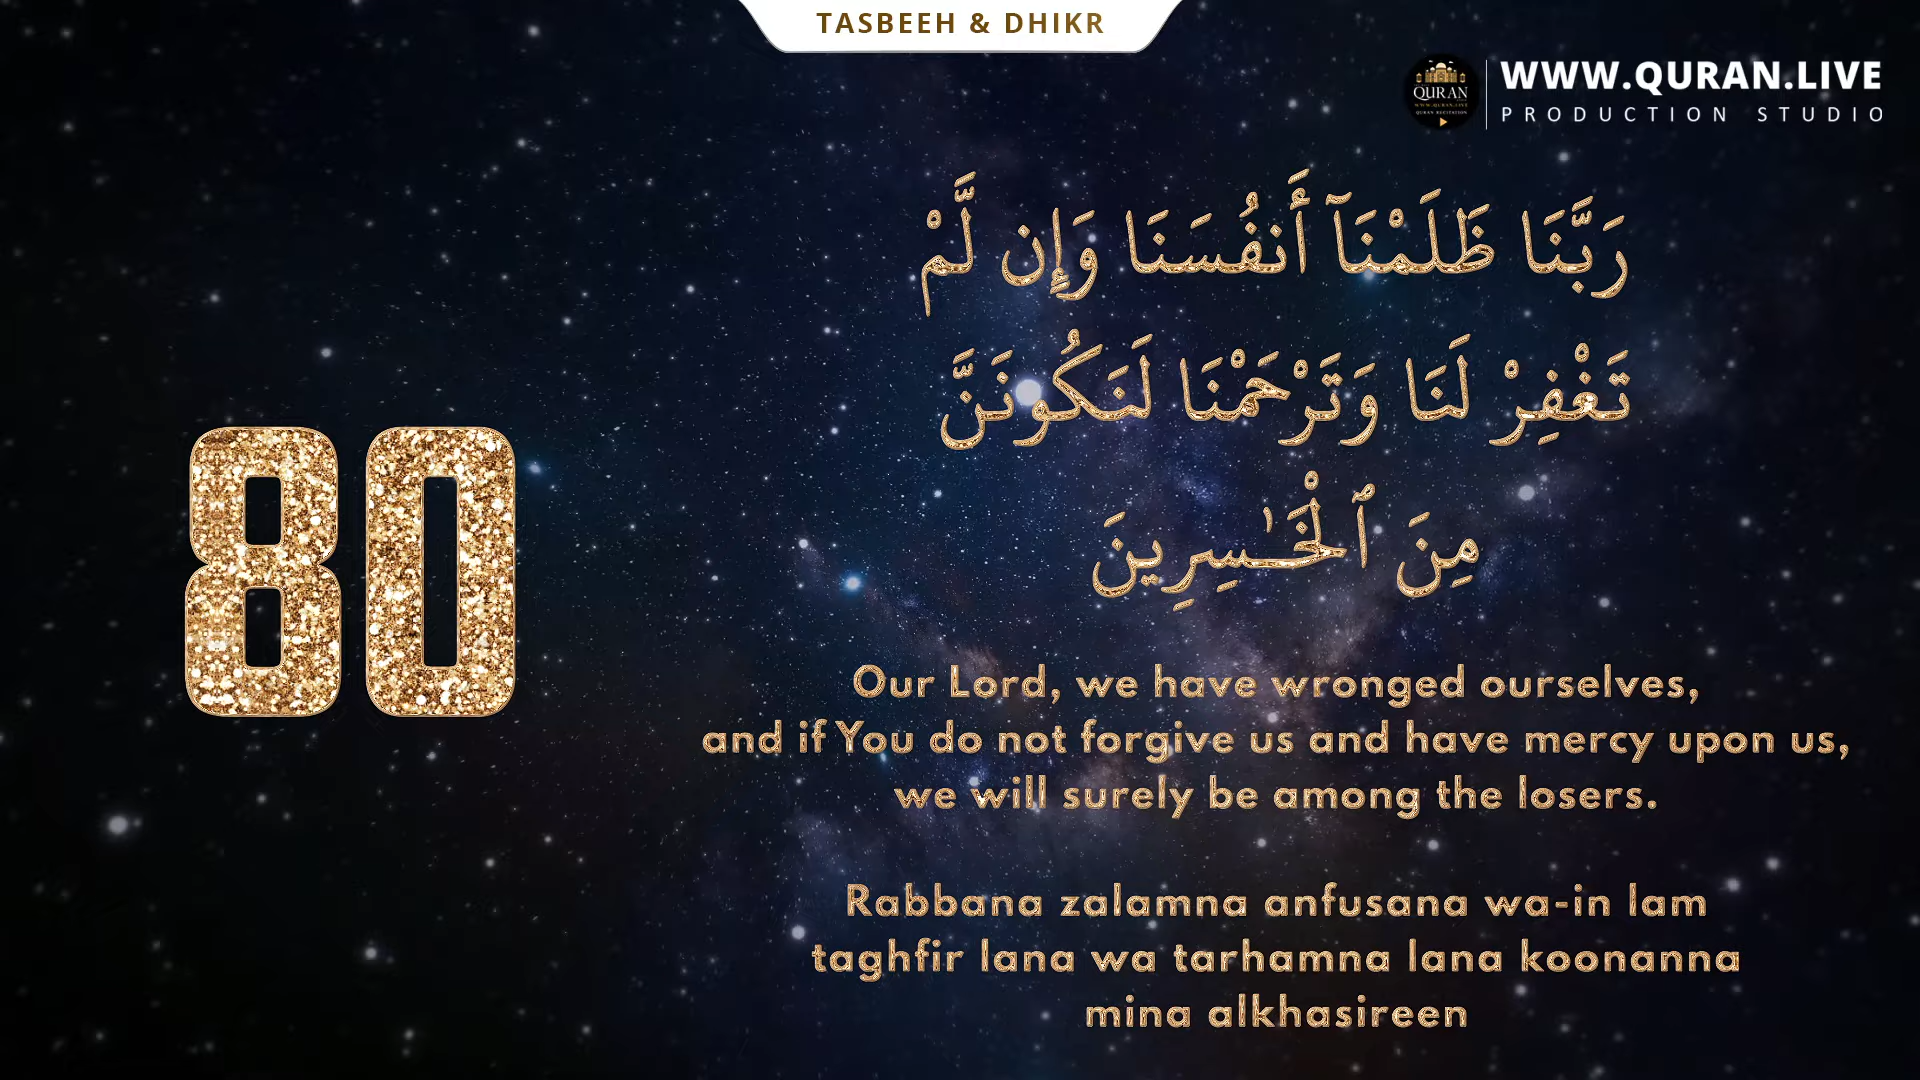 TASBEEH & DHIKR
QURAN
WWW.QURAN.LIVE
PRODUCTION STUDIO
رَبَّنَا ظَلَمْنَآ أَنفُسَنَا وَإِن لَّمْ
تَغْفِرْ لَنَا وَتَرْحَمْنَا لَنَكُونَنَّ
مِنَ ٱلْخَـٰسِرِينَ
80
Our Lord, we have wronged ourselves,
and if You do not forgive us and have mercy upon us,
we will surely be among the losers.
Rabbana zalamna anfusana wa-in lam
taghfir lana wa tarhamna lana koonanna
mina alkhasireen